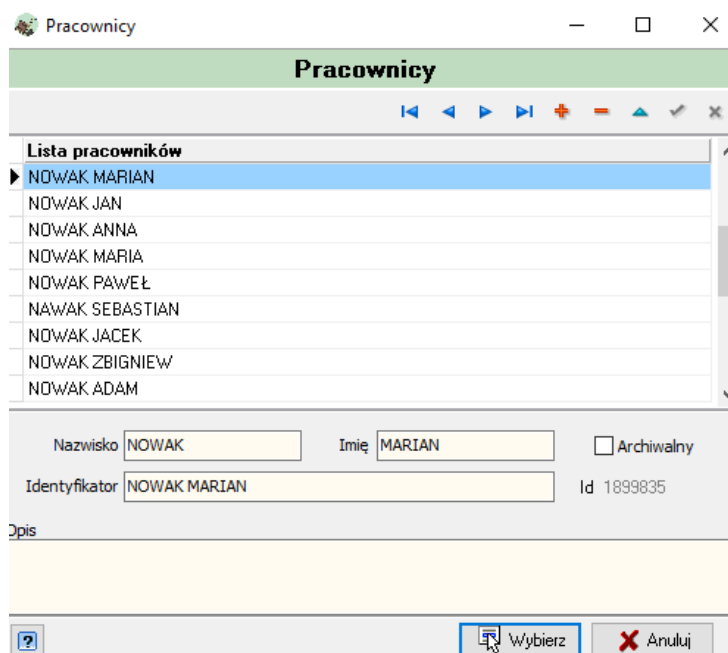 Pracownicy
Pracownicy
Lista pracowników
NOWAK MARIAN
NOWAK JAN
NOWAK ANNA
NOWAK MARIA
NOWAK PAWEŁ
NAWAK SEBASTIAN
NOWAK JACEK
NOWAK ZBIGNIEW
NOWAK ADAM
Nazwisko NOWAK Imię MARIAN Archiwalny
Identyfikator NOWAK MARIAN Id 1899835
Opis
? Wybierz Anuluj